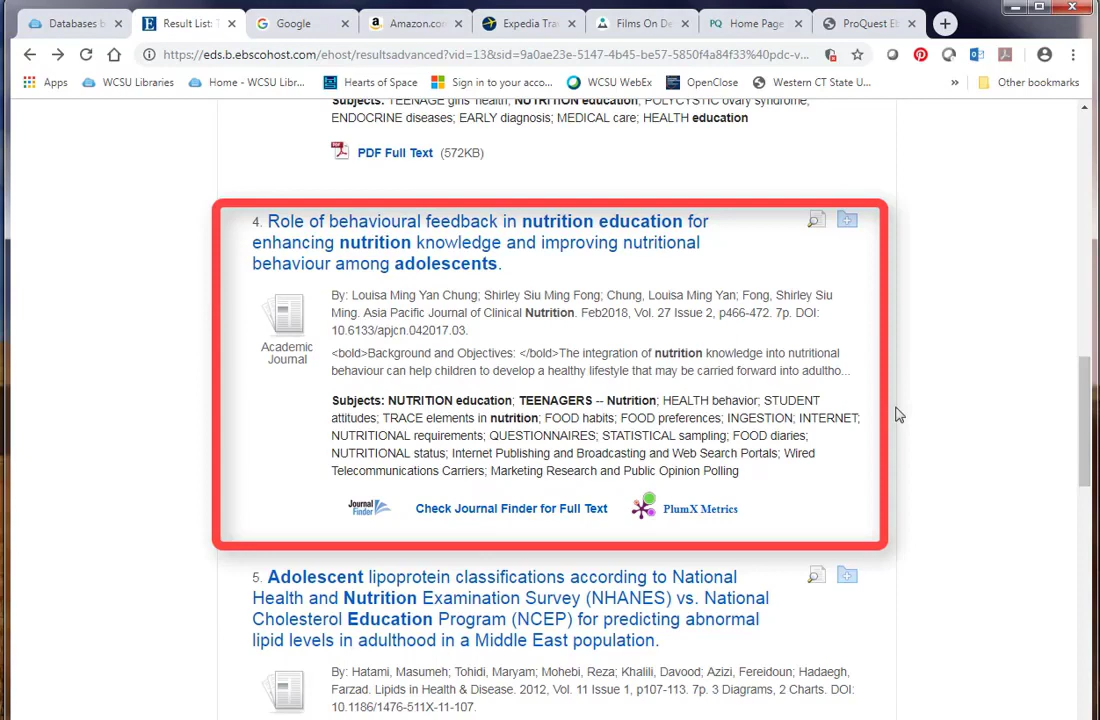 Databases b
Result List:
Google
Amazon.co
Expedia Tra
Films On De
Home Page
ProQuest E
https://eds.b.ebscohost.com/ehost/resultsadvanced?vid=13&sid=9a0ae23e-5147-4b45-be57-5850f4a84f33%40pdc-v...
Apps
WCSU Libraries
Home - WCSU Libr...
Hearts of Space
Sign in to your acco...
WCSU WebEx
OpenClose
Western CT State U...
»
Other bookmarks
Subjects: TEENAGE girls' health; NUTRITION education; POLYCYSTIC ovary syndrome;
ENDOCRINE diseases; EARLY diagnosis; MEDICAL care; HEALTH education
PDF Full Text (572KB)
4. Role of behavioural feedback in nutrition education for
enhancing nutrition knowledge and improving nutritional
behaviour among adolescents.
By: Louisa Ming Yan Chung; Shirley Siu Ming Fong; Chung, Louisa Ming Yan; Fong, Shirley Siu
Ming. Asia Pacific Journal of Clinical Nutrition. Feb2018, Vol. 27 Issue 2, p466-472. 7p. DOI:
10.6133/apjcn.042017.03.
Academic
Journal
<bold>Background and Objectives: </bold>The integration of nutrition knowledge into nutritional
behaviour can help children to develop a healthy lifestyle that may be carried forward into adultho...
Subjects: NUTRITION education; TEENAGERS -- Nutrition; HEALTH behavior; STUDENT
attitudes; TRACE elements in nutrition; FOOD habits; FOOD preferences; INGESTION; INTERNET;
NUTRITIONAL requirements; QUESTIONNAIRES; STATISTICAL sampling; FOOD diaries;
NUTRITIONAL status; Internet Publishing and Broadcasting and Web Search Portals; Wired
Telecommunications Carriers; Marketing Research and Public Opinion Polling
Journal
Finder
Check Journal Finder for Full Text
PlumX Metrics
5. Adolescent lipoprotein classifications according to National
Health and Nutrition Examination Survey (NHANES) vs. National
Cholesterol Education Program (NCEP) for predicting abnormal
lipid levels in adulthood in a Middle East population.
By: Hatami, Masumeh; Tohidi, Maryam; Mohebi, Reza; Khalili, Davood; Azizi, Fereidoun; Hadaegh,
Farzad. Lipids in Health & Disease. 2012, Vol. 11 Issue 1, p107-113. 7p. 3 Diagrams, 2 Charts. DOI:
10.1186/1476-511X-11-107.